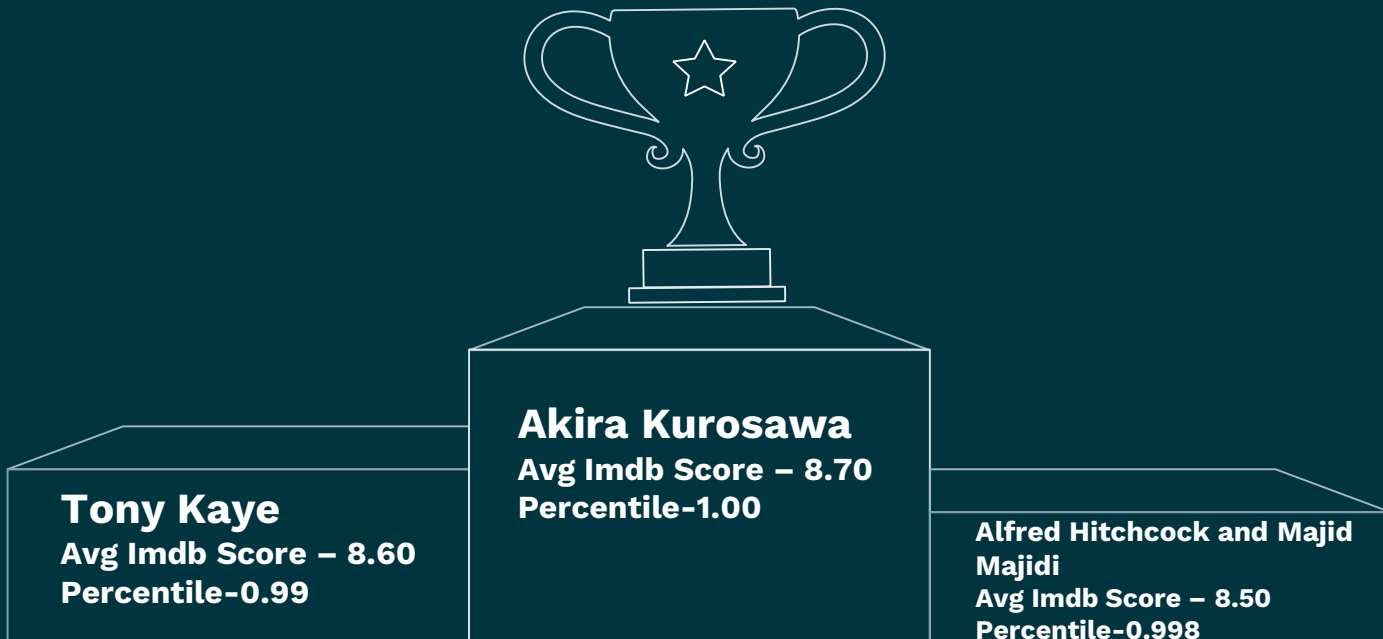 Akira Kurosawa
Avg Imdb Score – 8.70
Percentile-1.00
Tony Kaye
Avg Imdb Score – 8.60
Percentile-0.99
Alfred Hitchcock and Majid
Majidi
Avg Imdb Score – 8.50
Percentile-0.998